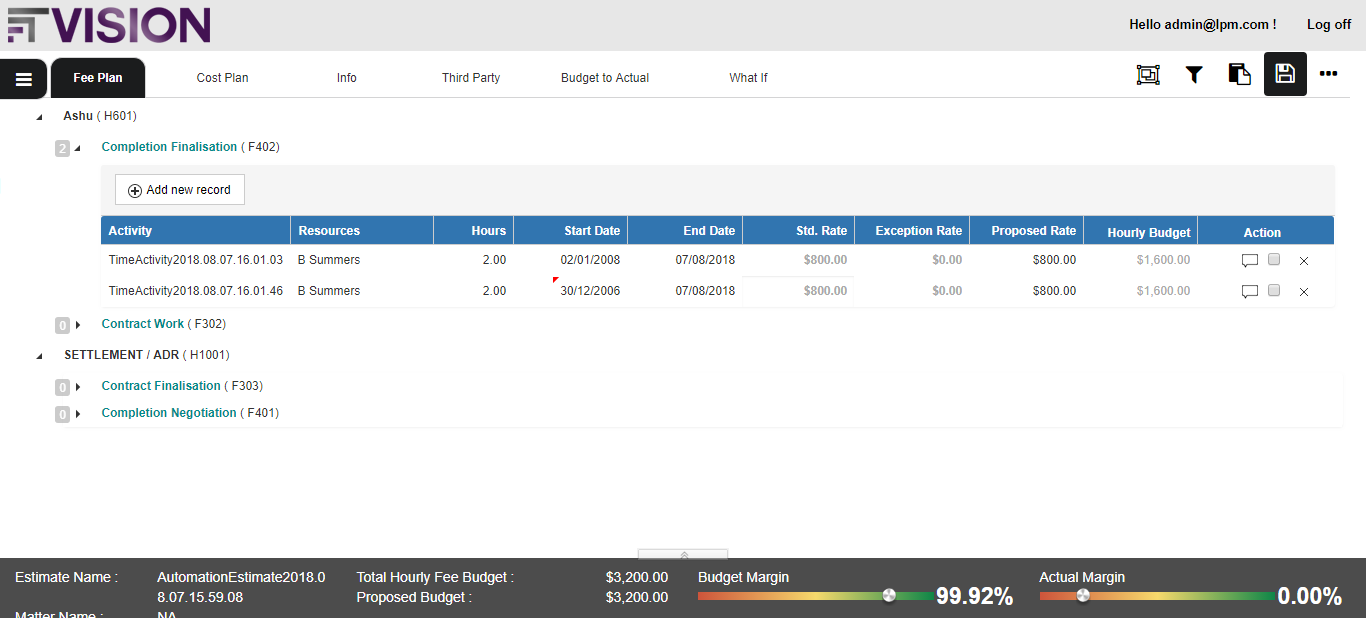 FTVISION
Hello admin@lpm.com ! Log off
Fee Plan Cost Plan Info Third Party Budget to Actual What If
Ashu ( H601)
2 Completion Finalisation ( F402)
Add new record
Activity Resources Hours Start Date End Date Std. Rate Exception Rate Proposed Rate Hourly Budget Action
TimeActivity2018.08.07.16.01.03 B Summers 2.00 02/01/2008 07/08/2018 $800.00 $0.00 $800.00 $1,600.00
TimeActivity2018.08.07.16.01.46 B Summers 2.00 30/12/2006 07/08/2018 $800.00 $0.00 $800.00 $1,600.00
0 Contract Work ( F302)
SETTLEMENT / ADR ( H1001)
0 Contract Finalisation ( F303)
0 Completion Negotiation ( F401)
Estimate Name : AutomationEstimate2018.0 Total Hourly Fee Budget : $3,200.00 Budget Margin Actual Margin
8.07.15.59.08 Proposed Budget : $3,200.00 99.92% 0.00%
Matter Name : NA